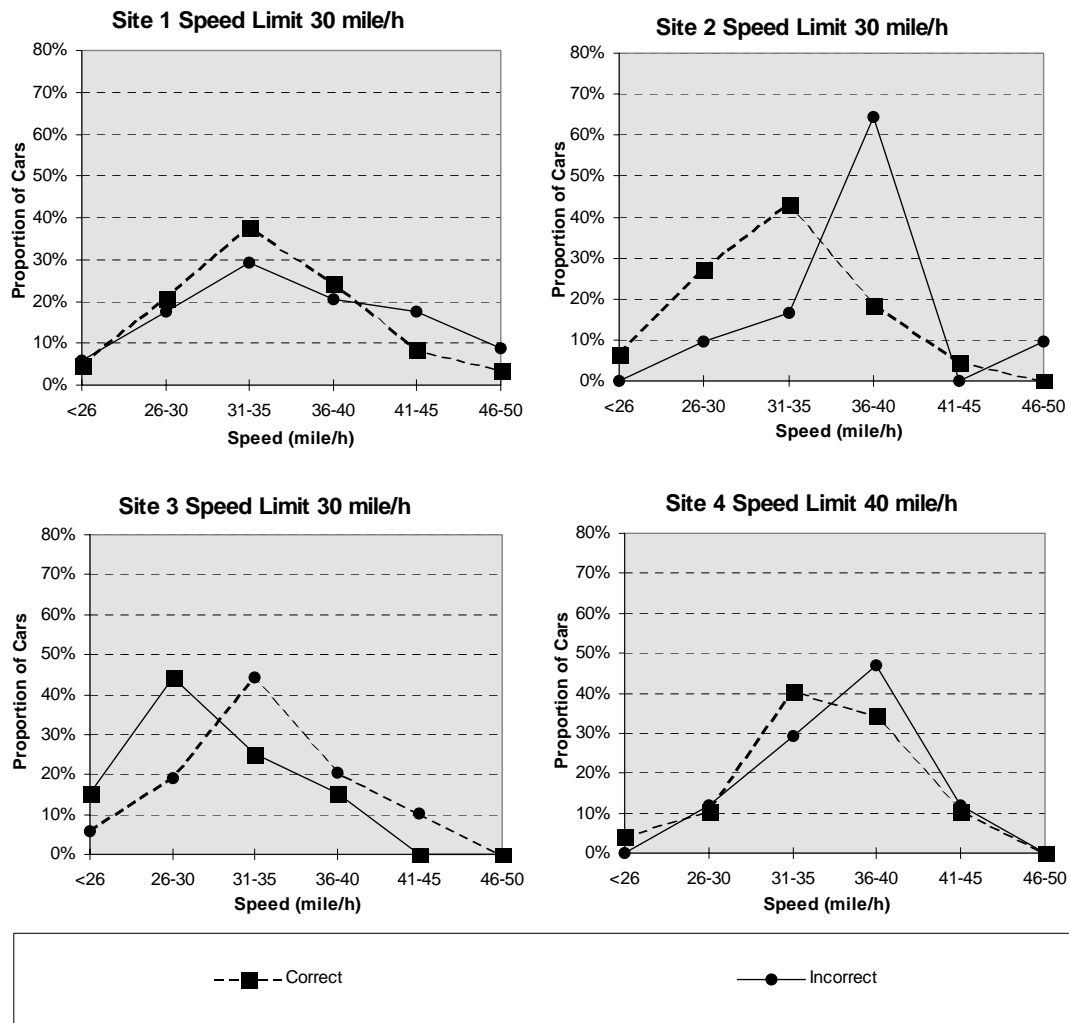 Site 1 Speed Limit 30 mile/h
80%
70%
60%
50%
40%
30%
20%
10%
0%
Proportion of Cars
<26 26-30 31-35 36-40 41-45 46-50
Speed (mile/h)
Site 2 Speed Limit 30 mile/h
80%
70%
60%
50%
40%
30%
20%
10%
0%
Proportion of Cars
<26 26-30 31-35 36-40 41-45 46-50
Speed (mile/h)
Site 3 Speed Limit 30 mile/h
80%
70%
60%
50%
40%
30%
20%
10%
0%
Proportion of Cars
<26 26-30 31-35 36-40 41-45 46-50
Speed (mile/h)
Site 4 Speed Limit 40 mile/h
80%
70%
60%
50%
40%
30%
20%
10%
0%
Proportion of Cars
<26 26-30 31-35 36-40 41-45 46-50
Speed (mile/h)
Correct Incorrect